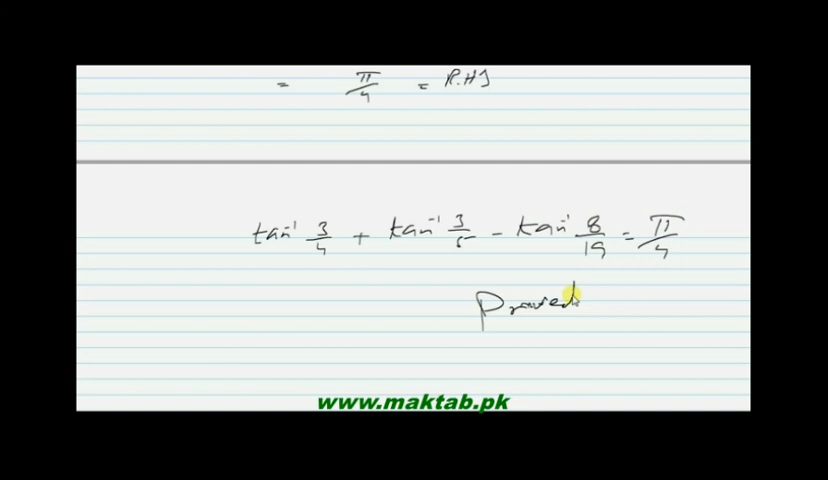 = π/4 = R.H.S
tan⁻¹ 3/4 + tan⁻¹ 3/5 - tan⁻¹ 8/19 = π/4
Proved
www.maktab.pk